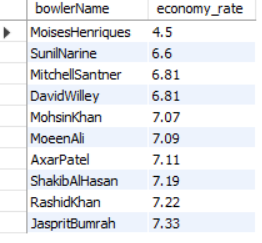 bowlerName economy_rate
MoisesHenriques 4.5
SunilNarine 6.6
MitchellSantner 6.81
DavidWilley 6.81
MohsinKhan 7.07
MoeenAli 7.09
AxarPatel 7.11
ShakibAlHasan 7.19
RashidKhan 7.22
JaspritBumrah 7.33